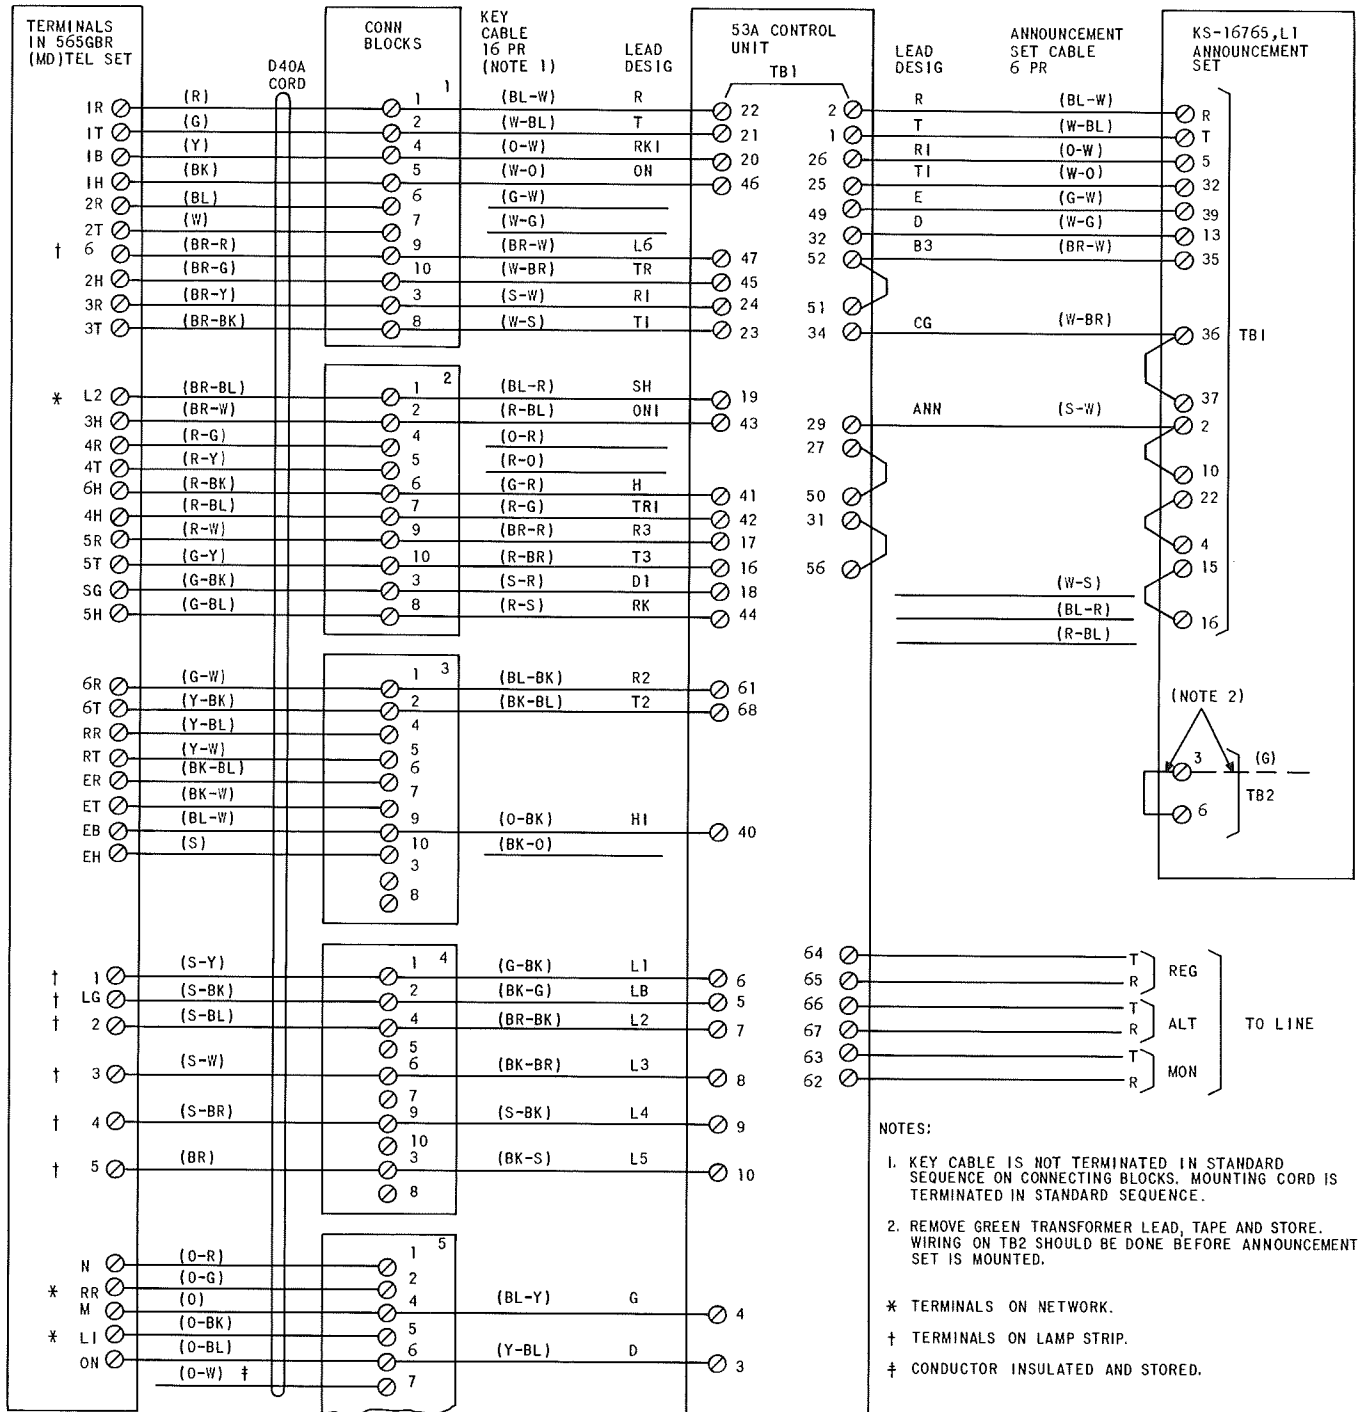 TERMINALS
IN 565GBR
(MD)TEL SET
D40A
CORD
CONN
BLOCKS
KEY
CABLE
16 PR
(NOTE 1)
LEAD
DESIG
53A CONTROL
UNIT
TB1
LEAD
DESIG
ANNOUNCEMENT
SET CABLE
6 PR
KS-16765,L1
ANNOUNCEMENT
SET
1
1R (R) 1 (BL-W) R 22
1T (G) 2 (W-BL) T 21
1B (Y) 4 (O-W) RK1 20
1H (BK) 5 (W-O) ON 46
2R (BL) 6 (G-W)
2T (W) 7 (W-G)
† 6 (BR-R) 9 (BR-W) L6 47
2H (BR-G) 10 (W-BR) TR 45
3R (BR-Y) 3 (S-W) R1 24
3T (BR-BK) 8 (W-S) T1 23
2
* L2 (BR-BL) 1 (BL-R) SH 19
3H (BR-W) 2 (R-BL) ON1 43
4R (R-G) 4 (O-R)
4T (R-Y) 5 (R-O)
6H (R-BK) 6 (G-R) H 41
4H (R-BL) 7 (R-G) TR1 42
5R (R-W) 9 (BR-R) R3 17
5T (G-Y) 10 (R-BR) T3 16
SG (G-BK) 3 (S-R) D1 18
5H (G-BL) 8 (R-S) RK 44
3
6R (G-W) 1 (BL-BK) R2 61
6T (Y-BK) 2 (BK-BL) T2 68
RR (Y-BL) 4
RT (Y-W) 5
ER (BK-BL) 6
ET (BK-W) 7
EB (BL-W) 9 (O-BK) H1 40
EH (S) 10 (BK-O)
3
8
4
† 1 (S-Y) 1 (G-BK) L1 6
† LG (S-BK) 2 (BK-G) LB 5
† 2 (S-BL) 4 (BR-BK) L2 7
5
† 3 (S-W) 6 (BK-BR) L3 8
7
† 4 (S-BR) 9 (S-BK) L4 9
10
† 5 (BR) 3 (BK-S) L5 10
8
5
N (O-R) 1
* RR (O-G) 2
M (O) 4 (BL-Y) G 4
* L1 (O-BK) 5
ON (O-BL) 6 (Y-BL) D 3
(O-W) ‡ 7
2 R (BL-W) R
1 T (W-BL) T
26 R1 (O-W) 5
25 T1 (W-O) 32
49 E (G-W) 39
32 D (W-G) 13
52 B3 (BR-W) 35
51
34 CG (W-BR) 36 TB1
37
29 ANN (S-W) 2
27
10
50
22
31
4
56
15
(W-S)
(BL-R)
16
(R-BL)
(NOTE 2)
3 (G)
TB2
6
64 T
65 R REG
66 T
67 R ALT
63 T
62 R MON
TO LINE
NOTES:
1. KEY CABLE IS NOT TERMINATED IN STANDARD
SEQUENCE ON CONNECTING BLOCKS. MOUNTING CORD IS
TERMINATED IN STANDARD SEQUENCE.
2. REMOVE GREEN TRANSFORMER LEAD, TAPE AND STORE.
WIRING ON TB2 SHOULD BE DONE BEFORE ANNOUNCEMENT
SET IS MOUNTED.
* TERMINALS ON NETWORK.
† TERMINALS ON LAMP STRIP.
‡ CONDUCTOR INSULATED AND STORED.